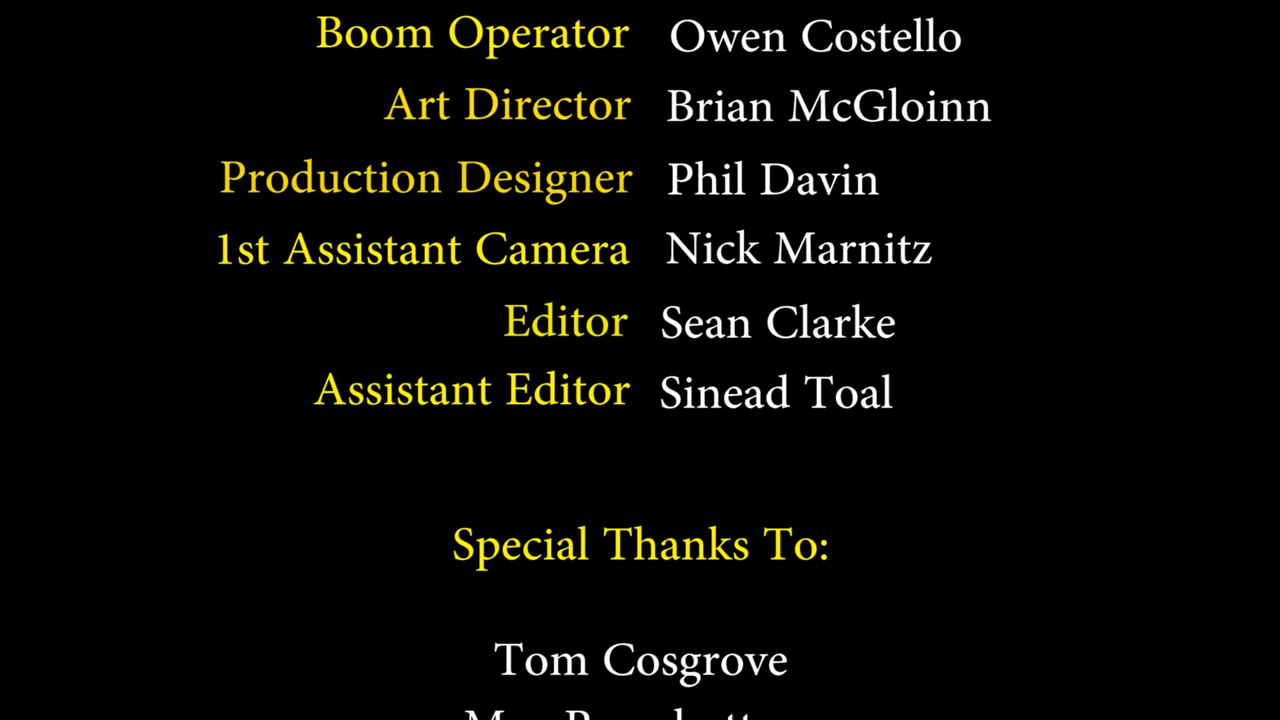 Boom Operator Owen Costello
Art Director Brian McGloinn
Production Designer Phil Davin
1st Assistant Camera Nick Marnitz
Editor Sean Clarke
Assistant Editor Sinead Toal
Special Thanks To:
Tom Cosgrove